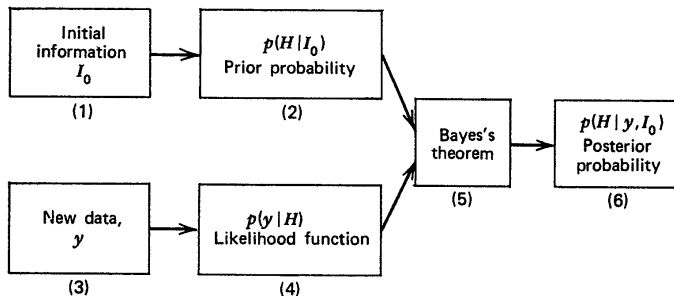 Initial
information
I₀
(1)
p(H|I₀)
Prior probability
(2)
New data,
y
(3)
p(y|H)
Likelihood function
(4)
Bayes's
theorem
(5)
p(H|y,I₀)
Posterior
probability
(6)